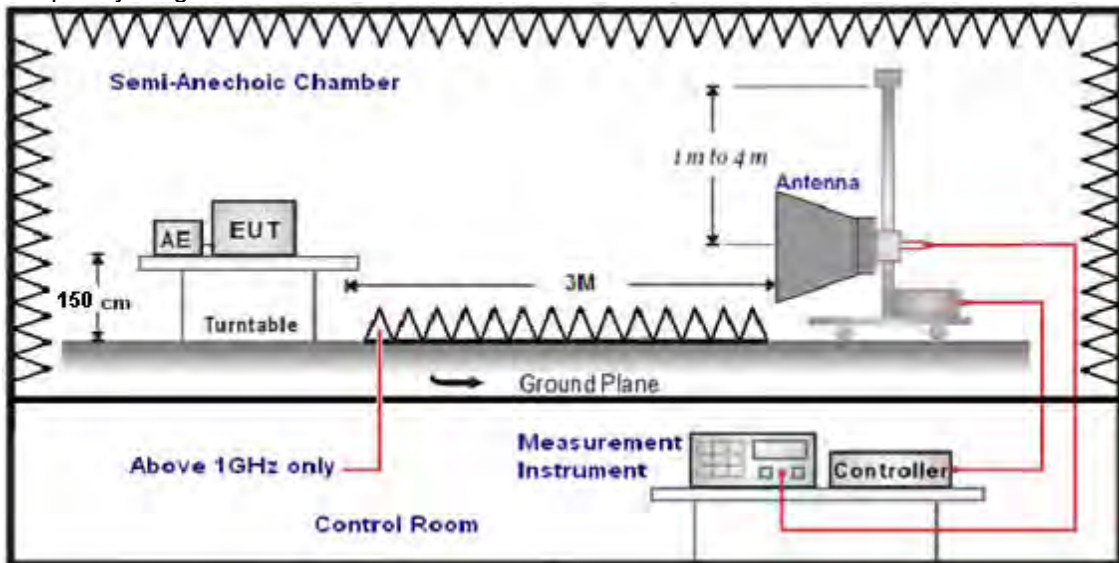 Semi-Anechoic Chamber
1 m to 4 m
Antenna
AE
EUT
150 cm
3M
Turntable
Ground Plane
Above 1GHz only
Measurement
Instrument
Controller
Control Room